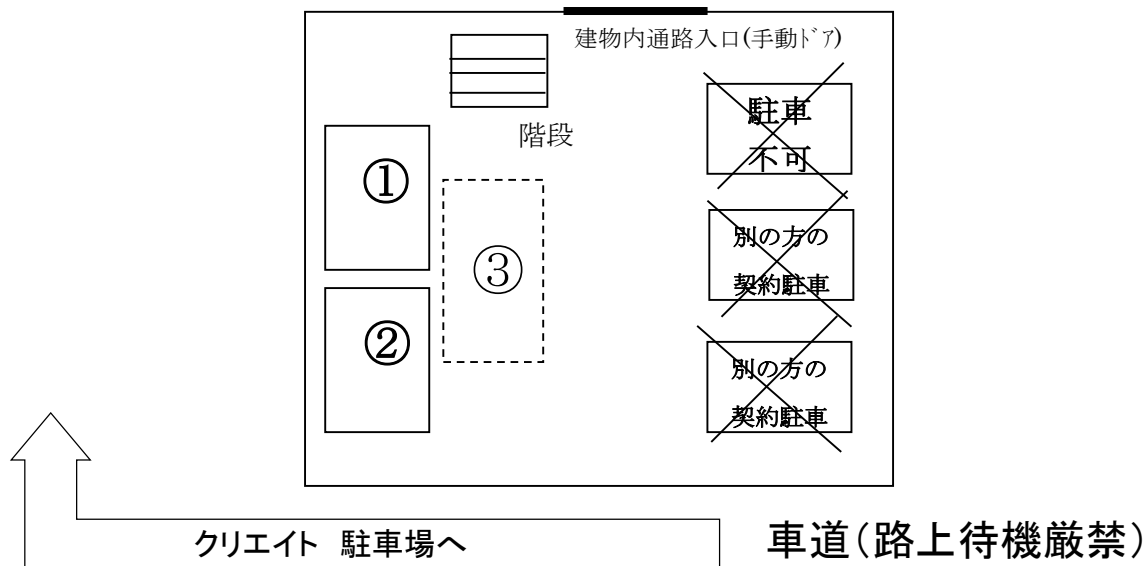 建物内通路入口(手動ﾄﾞｱ)
階段
駐車
不可
①
③
②
別の方の
契約駐車
別の方の
契約駐車
クリエイト 駐車場へ
車道(路上待機厳禁)